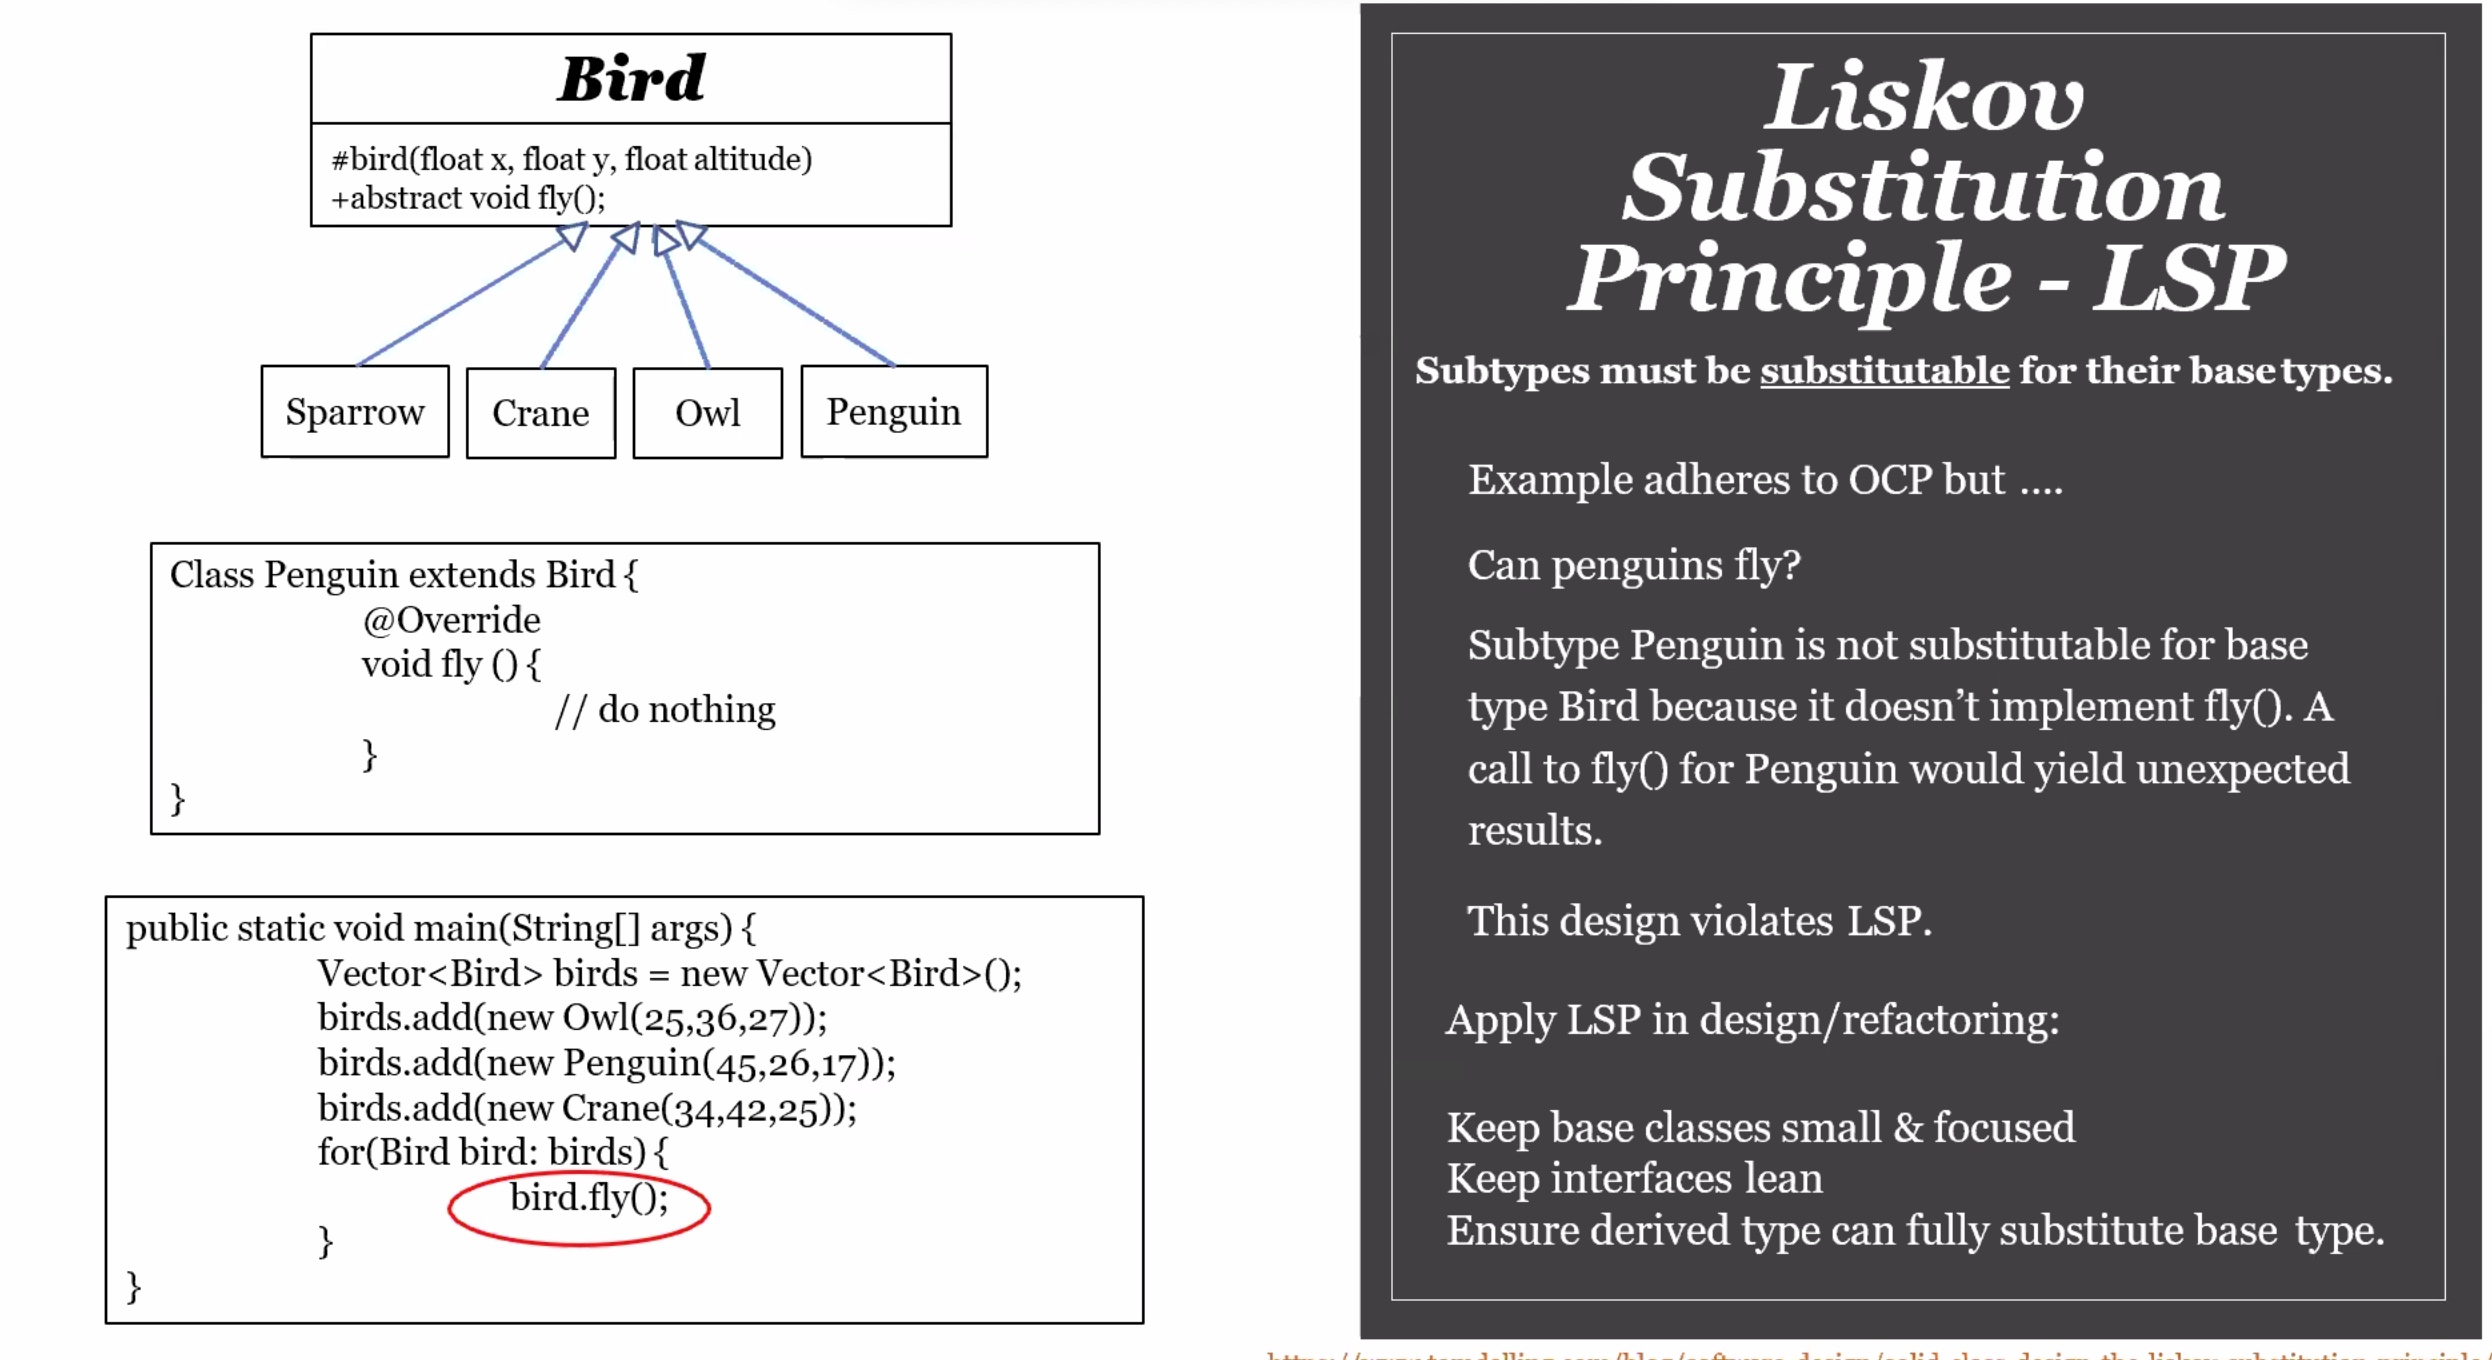 Bird
#bird(float x, float y, float altitude)
+abstract void fly();
Sparrow
Crane
Owl
Penguin
Class Penguin extends Bird {
@Override
void fly () {
// do nothing
}
}
public static void main(String[] args) {
Vector<Bird> birds = new Vector<Bird>();
birds.add(new Owl(25,36,27));
birds.add(new Penguin(45,26,17));
birds.add(new Crane(34,42,25));
for(Bird bird: birds) {
bird.fly();
}
}
Liskov
Substitution
Principle - LSP
Subtypes must be substitutable for their base types.
Example adheres to OCP but ....
Can penguins fly?
Subtype Penguin is not substitutable for base
type Bird because it doesn’t implement fly(). A
call to fly() for Penguin would yield unexpected
results.
This design violates LSP.
Apply LSP in design/refactoring:
Keep base classes small & focused
Keep interfaces lean
Ensure derived type can fully substitute base type.